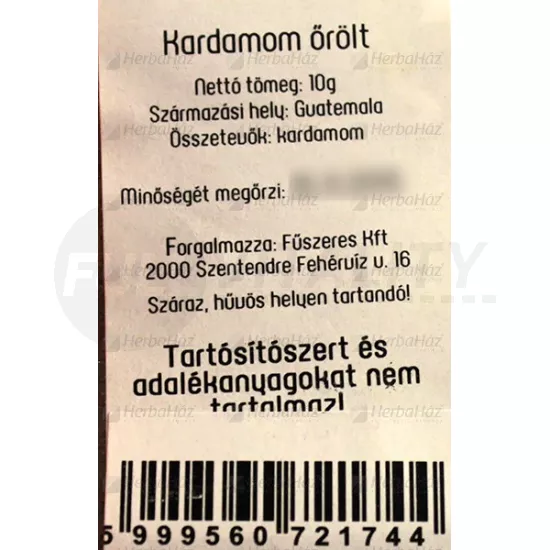 Kardamom őrölt
Nettó tömeg: 10g
Származási hely: Guatemala
Összetevők: kardamom
Minőségét megőrzi:
Forgalmazza: Fűszeres Kft
2000 Szentendre Fehérvíz u. 16
Száraz, hűvös helyen tartandó!
Tartósítószert és
adalékanyagokat nem
tartalmaz!
5 999560 721744
HerbaHáz